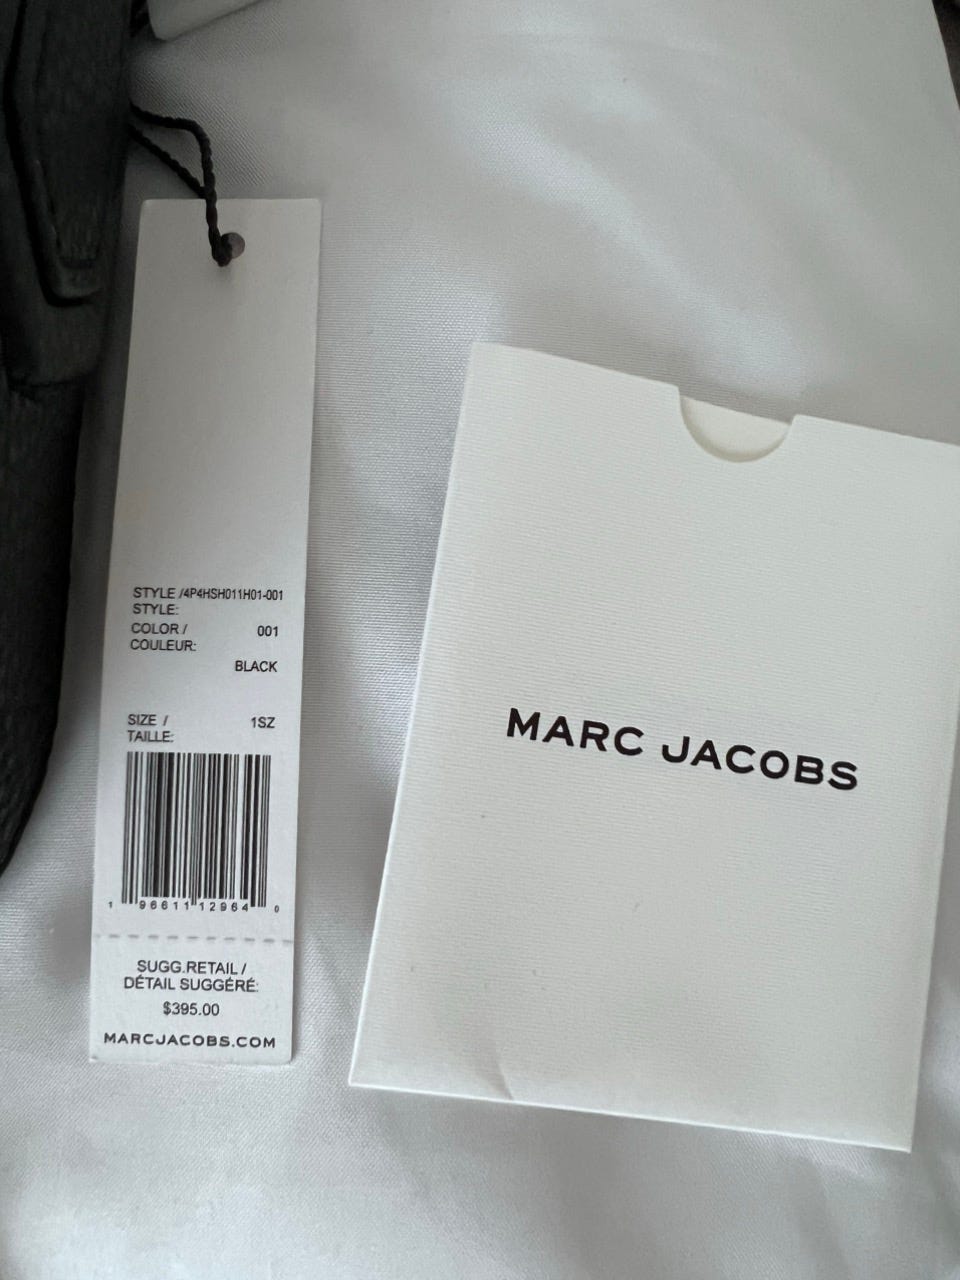 STYLE /4P4HSH011H01-001
STYLE:
COLOR / 001
COULEUR:
BLACK
SIZE / 1SZ
TAILLE:
1 96611 12964 0
SUGG.RETAIL /
DÉTAIL SUGGÉRÉ:
$395.00
MARCJACOBS.COM
MARC JACOBS